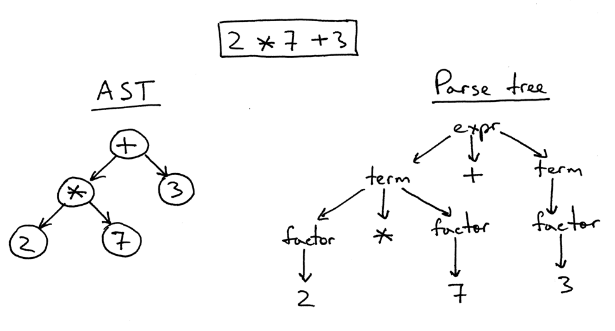 2 * 7 + 3
AST
Parse tree
+
* 3
2 7
expr
term + term
factor * factor factor
2 7 3